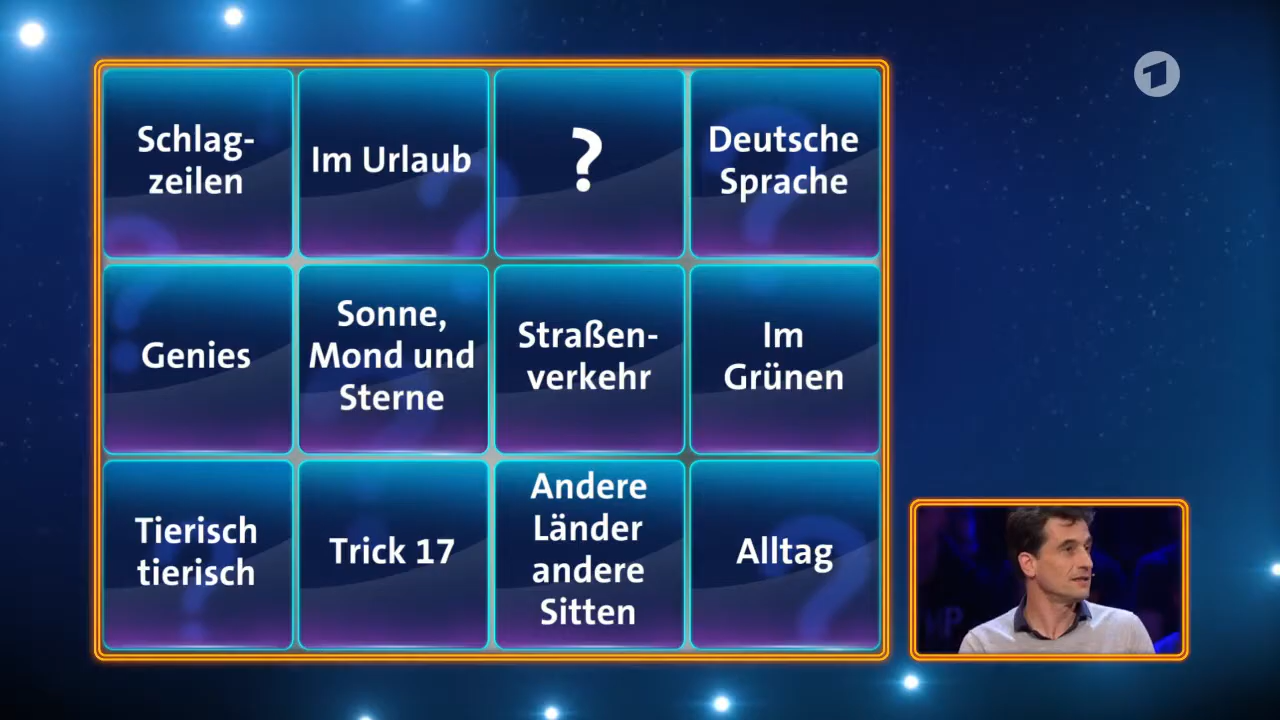 Schlag-
zeilen
Im Urlaub
?
Deutsche
Sprache
Genies
Sonne,
Mond und
Sterne
Straßen-
verkehr
Im
Grünen
Tierisch
tierisch
Trick 17
Andere
Länder
andere
Sitten
Alltag
1